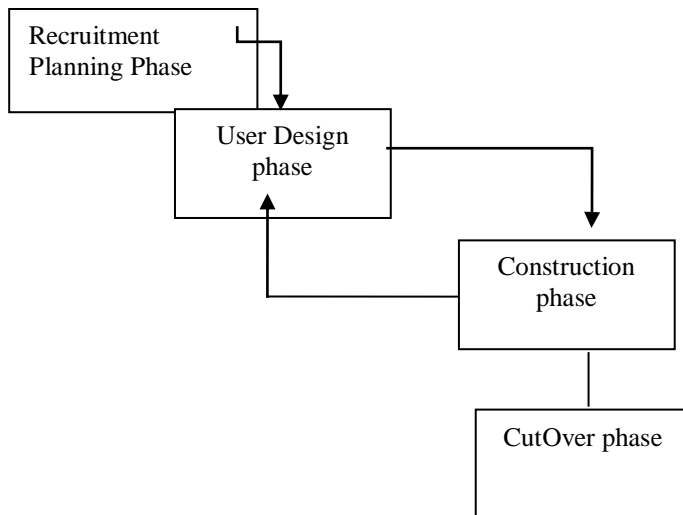 Recruitment
Planning Phase
User Design
phase
Construction
phase
CutOver phase